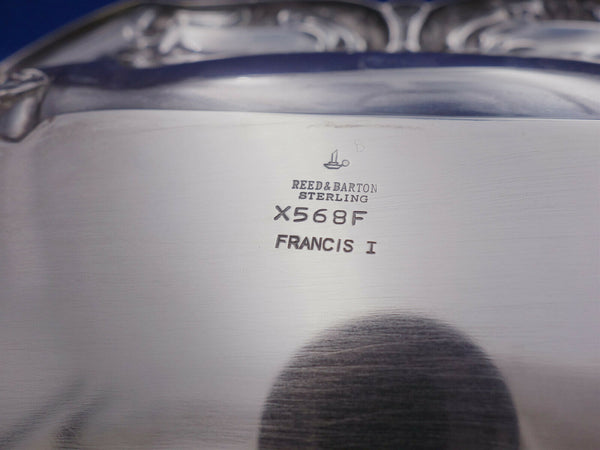 REED & BARTON
STERLING
X568F
FRANCIS I